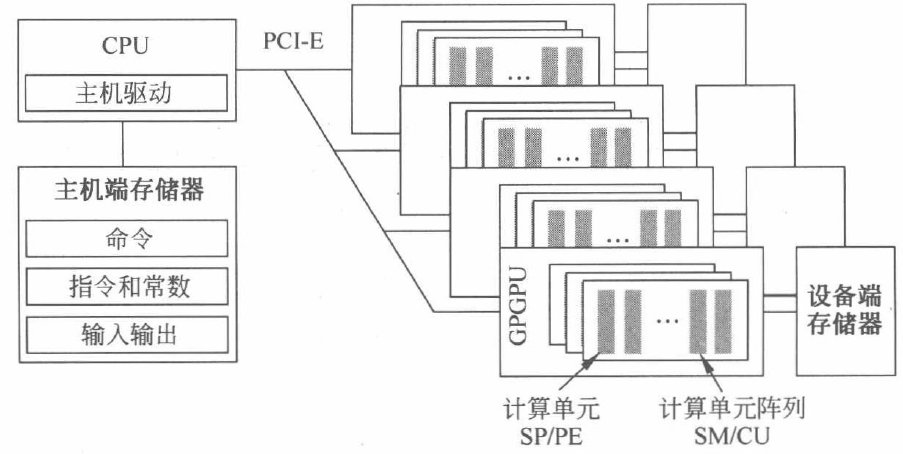 CPU
主机驱动
主机端存储器
命令
指令和常数
输入输出
PCI-E
...
...
...
GPGPU
...
设备端
存储器
计算单元
SP/PE
计算单元阵列
SM/CU